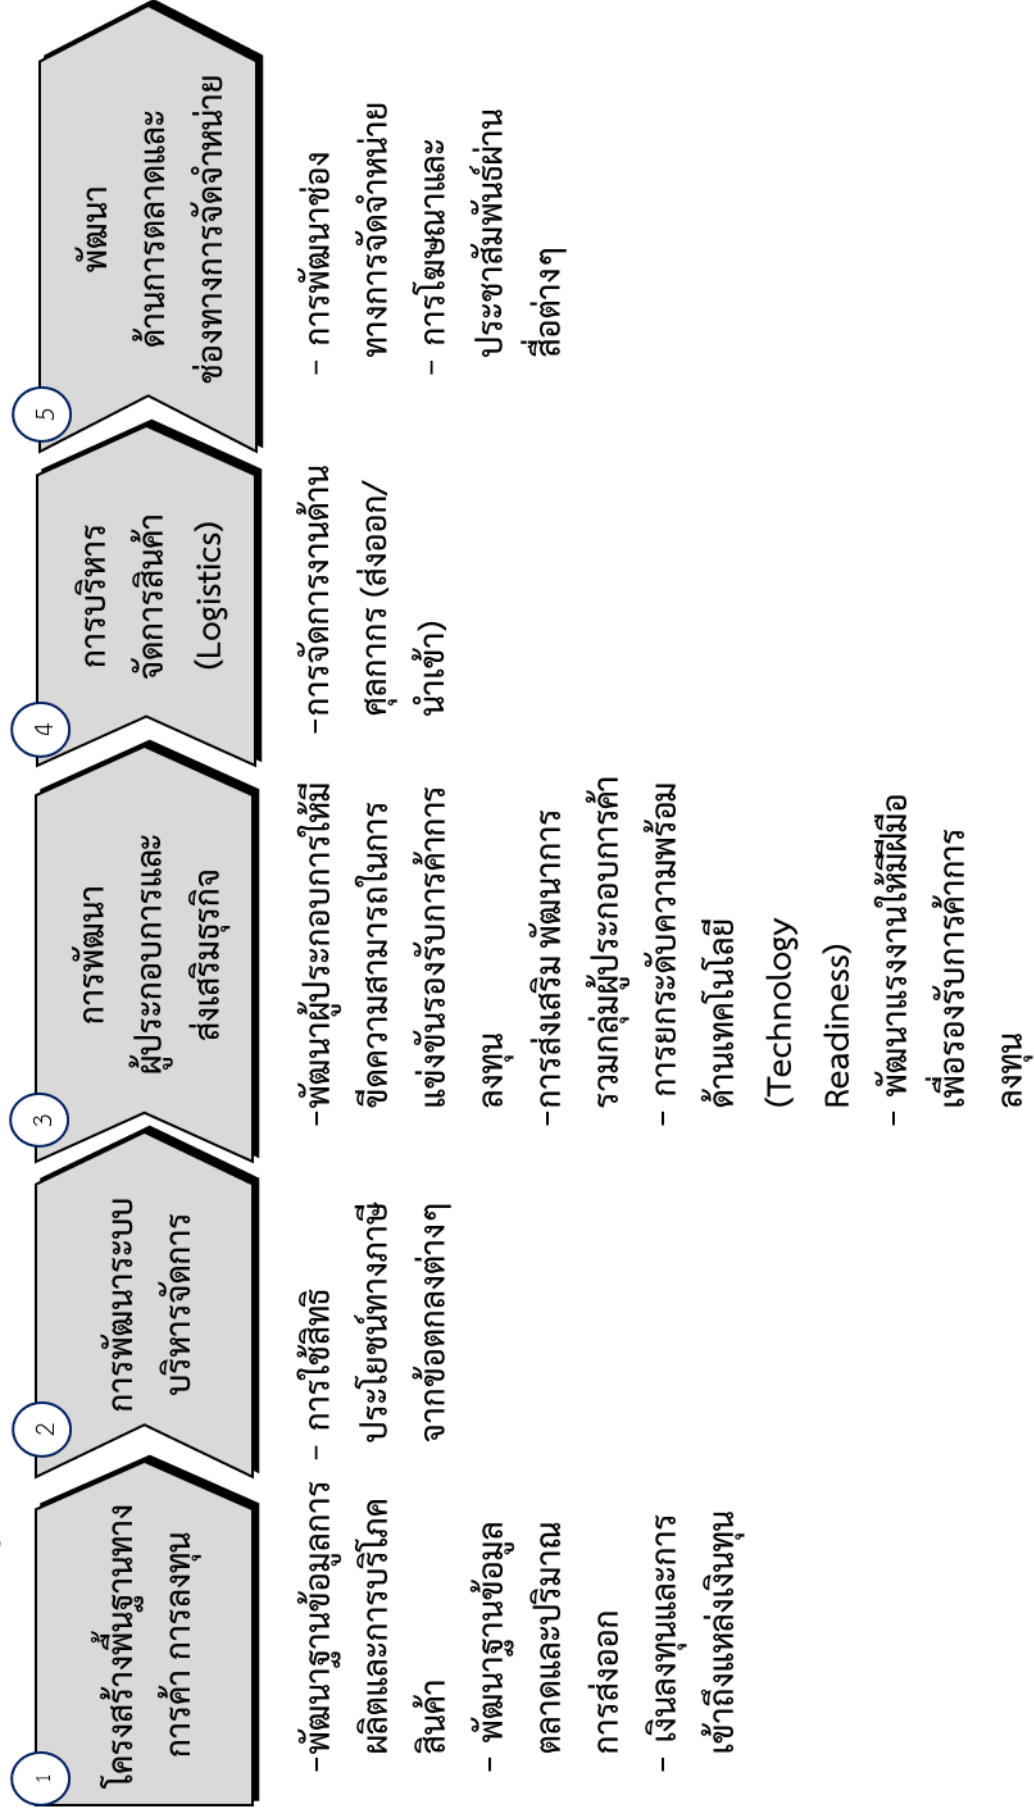 1
โครงสร้างพื้นฐานทาง
การค้า การลงทุน
–พัฒนาฐานข้อมูลการ
ผลิตและการบริโภค
สินค้า
– พัฒนาฐานข้อมูล
ตลาดและปริมาณ
การส่งออก
– เงินลงทุนและการ
เข้าถึงแหล่งเงินทุน
2
การพัฒนาระบบ
บริหารจัดการ
– การใช้สิทธิ
ประโยชน์ทางภาษี
จากข้อตกลงต่างๆ
3
การพัฒนา
ผู้ประกอบการและ
ส่งเสริมธุรกิจ
–พัฒนาผู้ประกอบการให้มี
ขีดความสามารถในการ
แข่งขันรองรับการค้าการ
ลงทุน
–การส่งเสริม พัฒนาการ
รวมกลุ่มผู้ประกอบการค้า
– การยกระดับความพร้อม
ด้านเทคโนโลยี
(Technology
Readiness)
– พัฒนาแรงงานให้มีฝีมือ
เพื่อรองรับการค้าการ
ลงทุน
4
การบริหาร
จัดการสินค้า
(Logistics)
–การจัดการงานด้าน
ศุลกากร (ส่งออก/
นำเข้า)
5
พัฒนา
ด้านการตลาดและ
ช่องทางการจัดจำหน่าย
– การพัฒนาช่อง
ทางการจัดจำหน่าย
– การโฆษณาและ
ประชาสัมพันธ์ผ่าน
สื่อต่างๆ